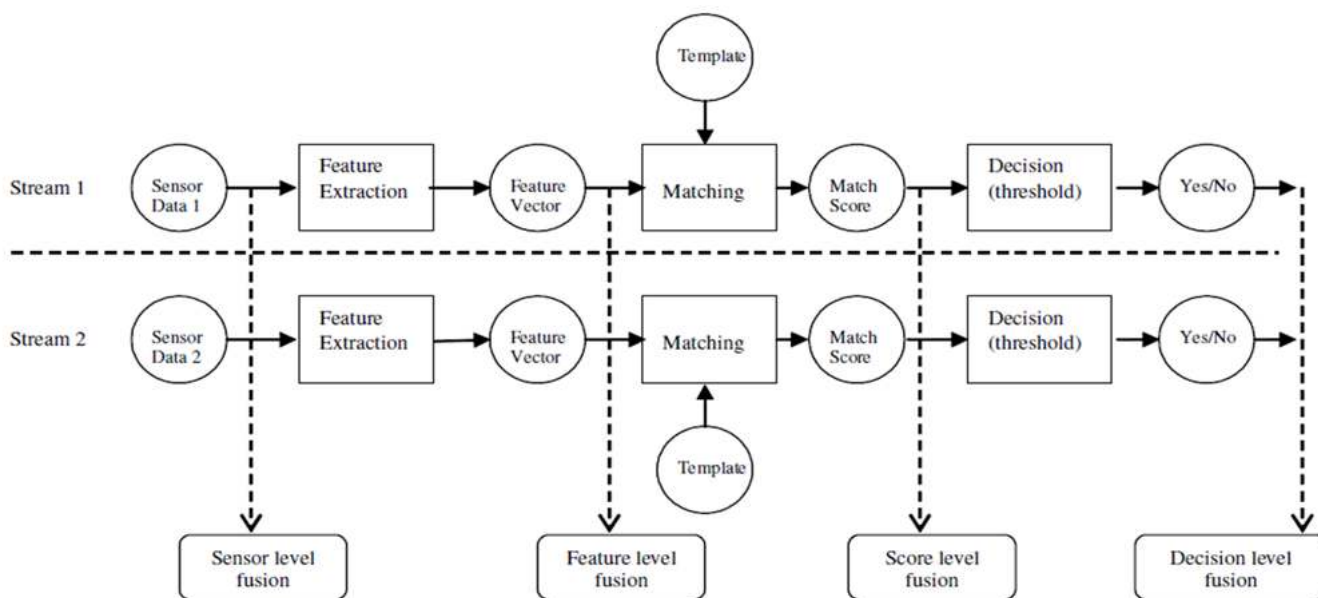 Template
Stream 1
Sensor
Data 1
Feature
Extraction
Feature
Vector
Matching
Match
Score
Decision
(threshold)
Yes/No
Stream 2
Sensor
Data 2
Feature
Extraction
Feature
Vector
Matching
Match
Score
Decision
(threshold)
Yes/No
Template
Sensor level
fusion
Feature level
fusion
Score level
fusion
Decision level
fusion